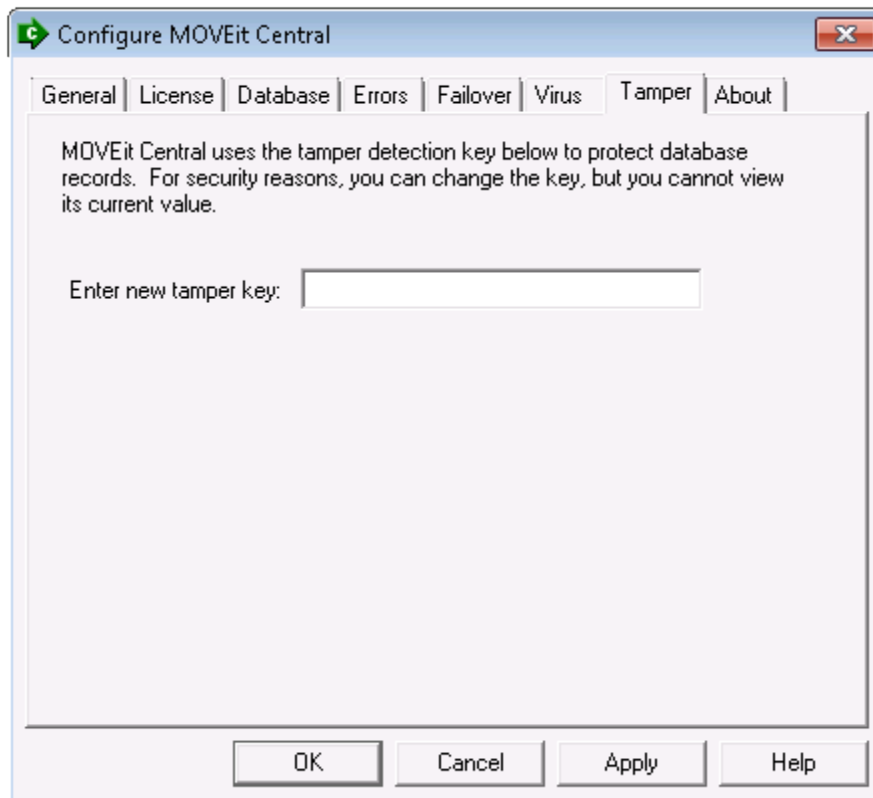 Configure MOVEit Central
General License Database Errors Failover Virus Tamper About
MOVEit Central uses the tamper detection key below to protect database
records. For security reasons, you can change the key, but you cannot view
its current value.
Enter new tamper key:
OK Cancel Apply Help